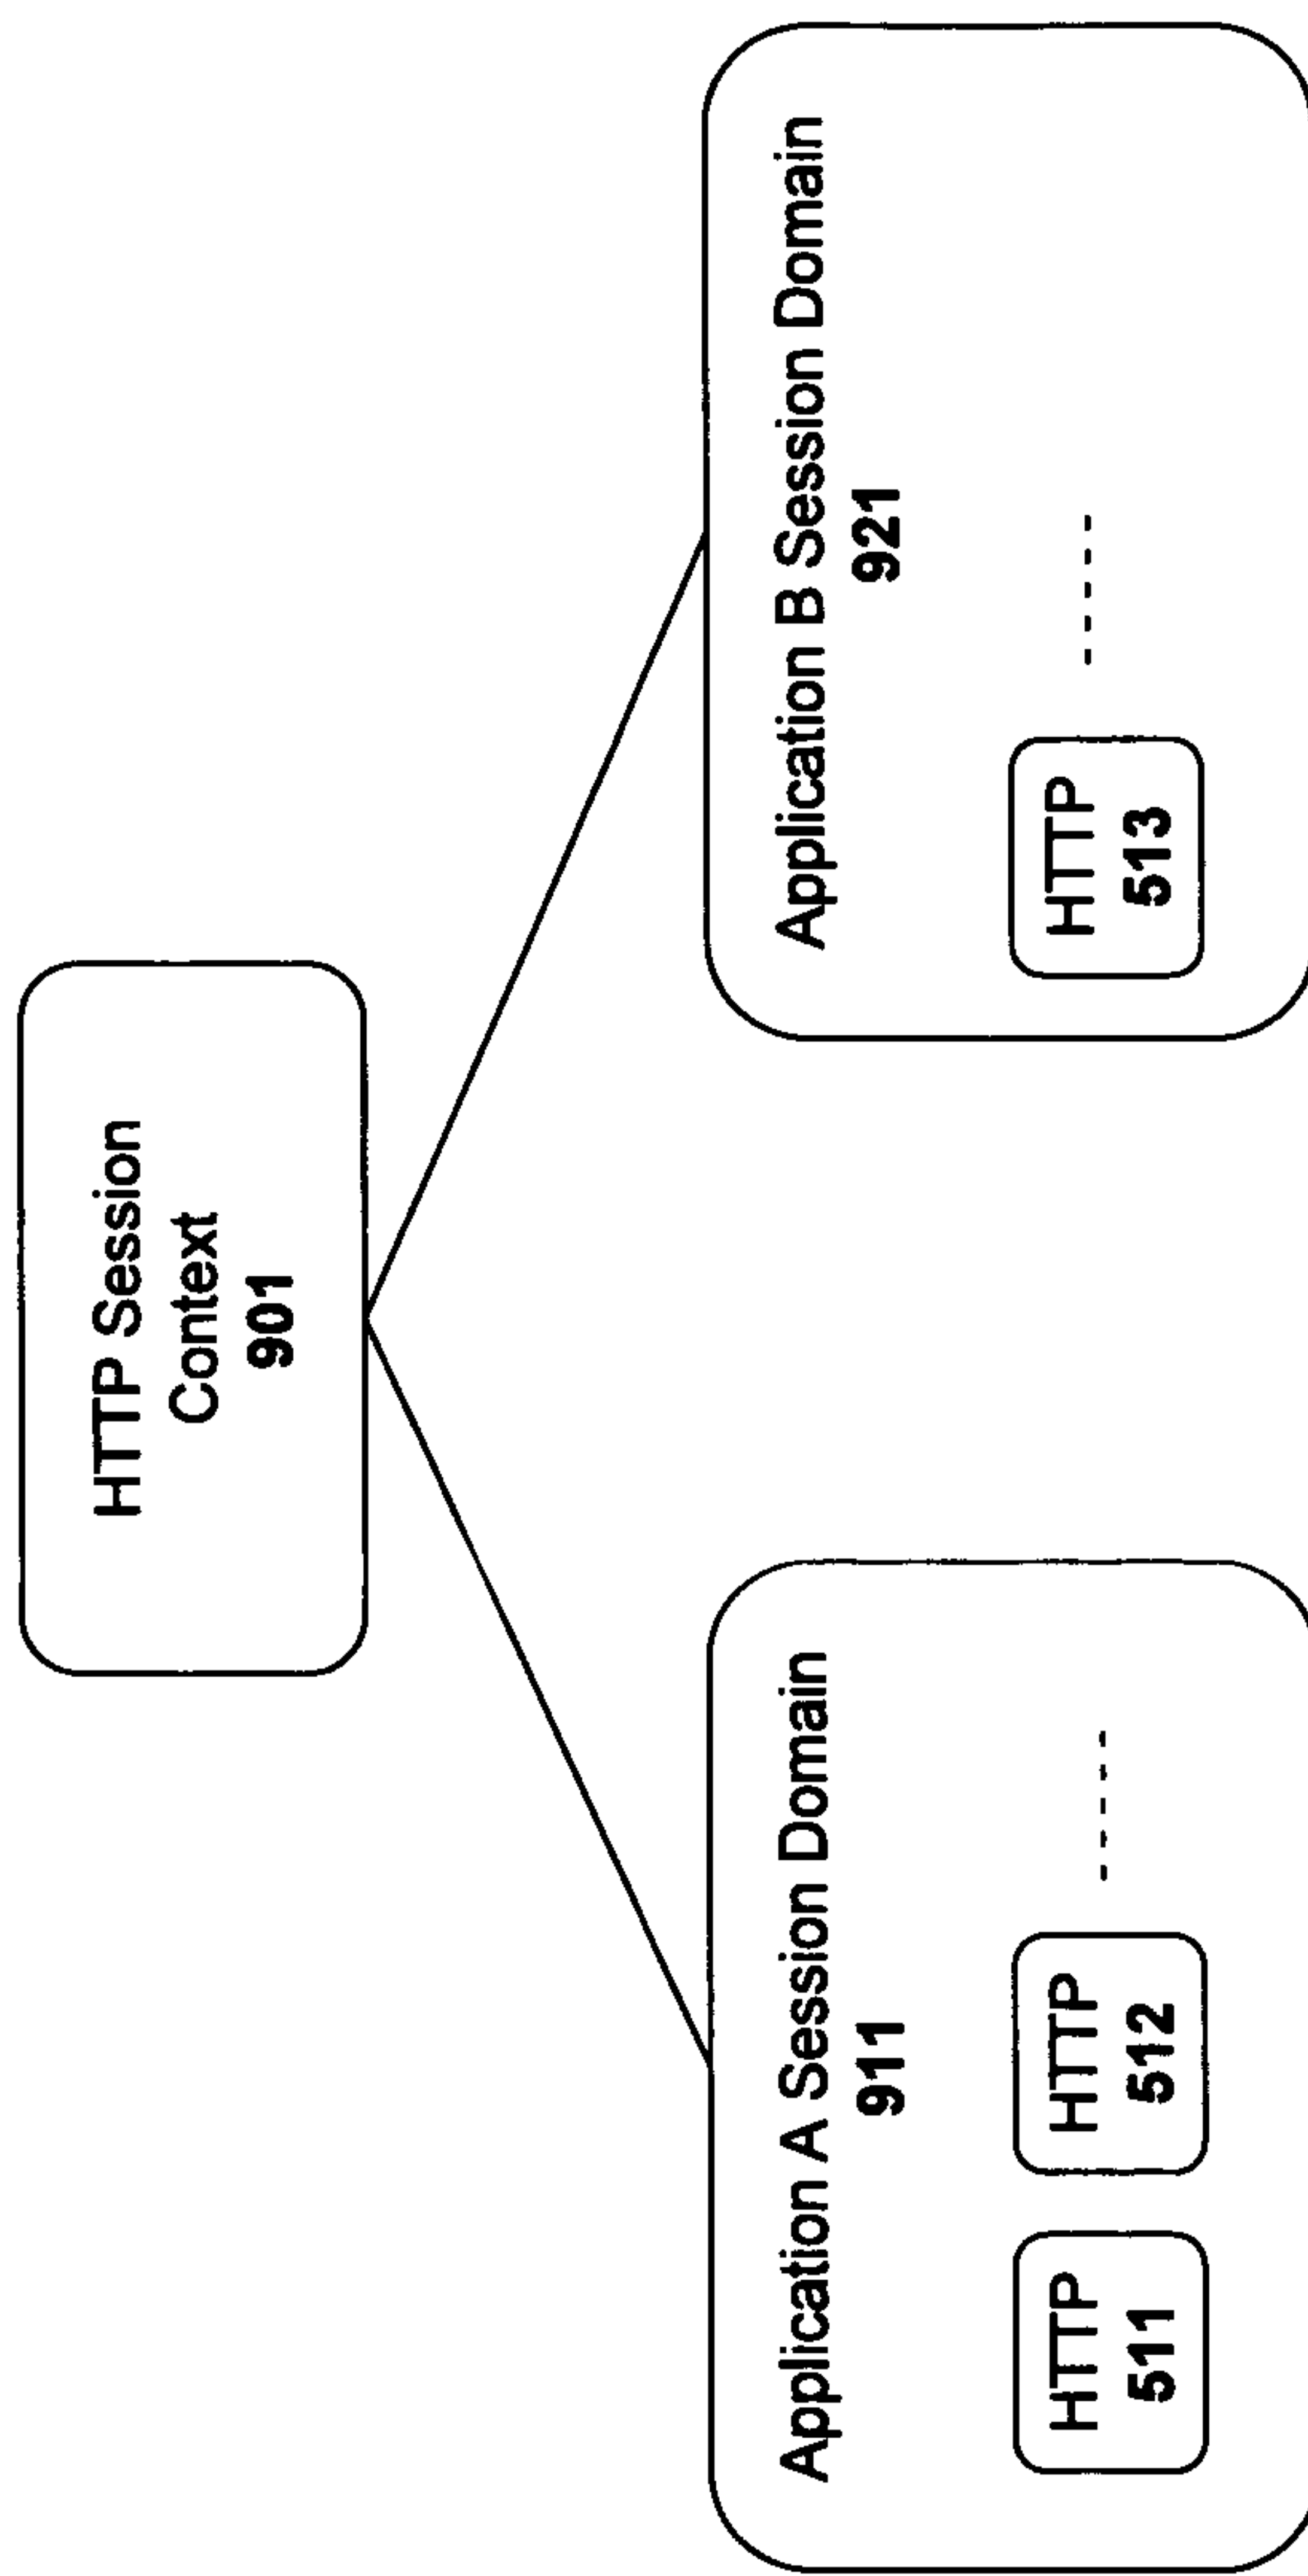 HTTP Session
Context
901
Application A Session Domain
911
HTTP
511
HTTP
512
Application B Session Domain
921
HTTP
513